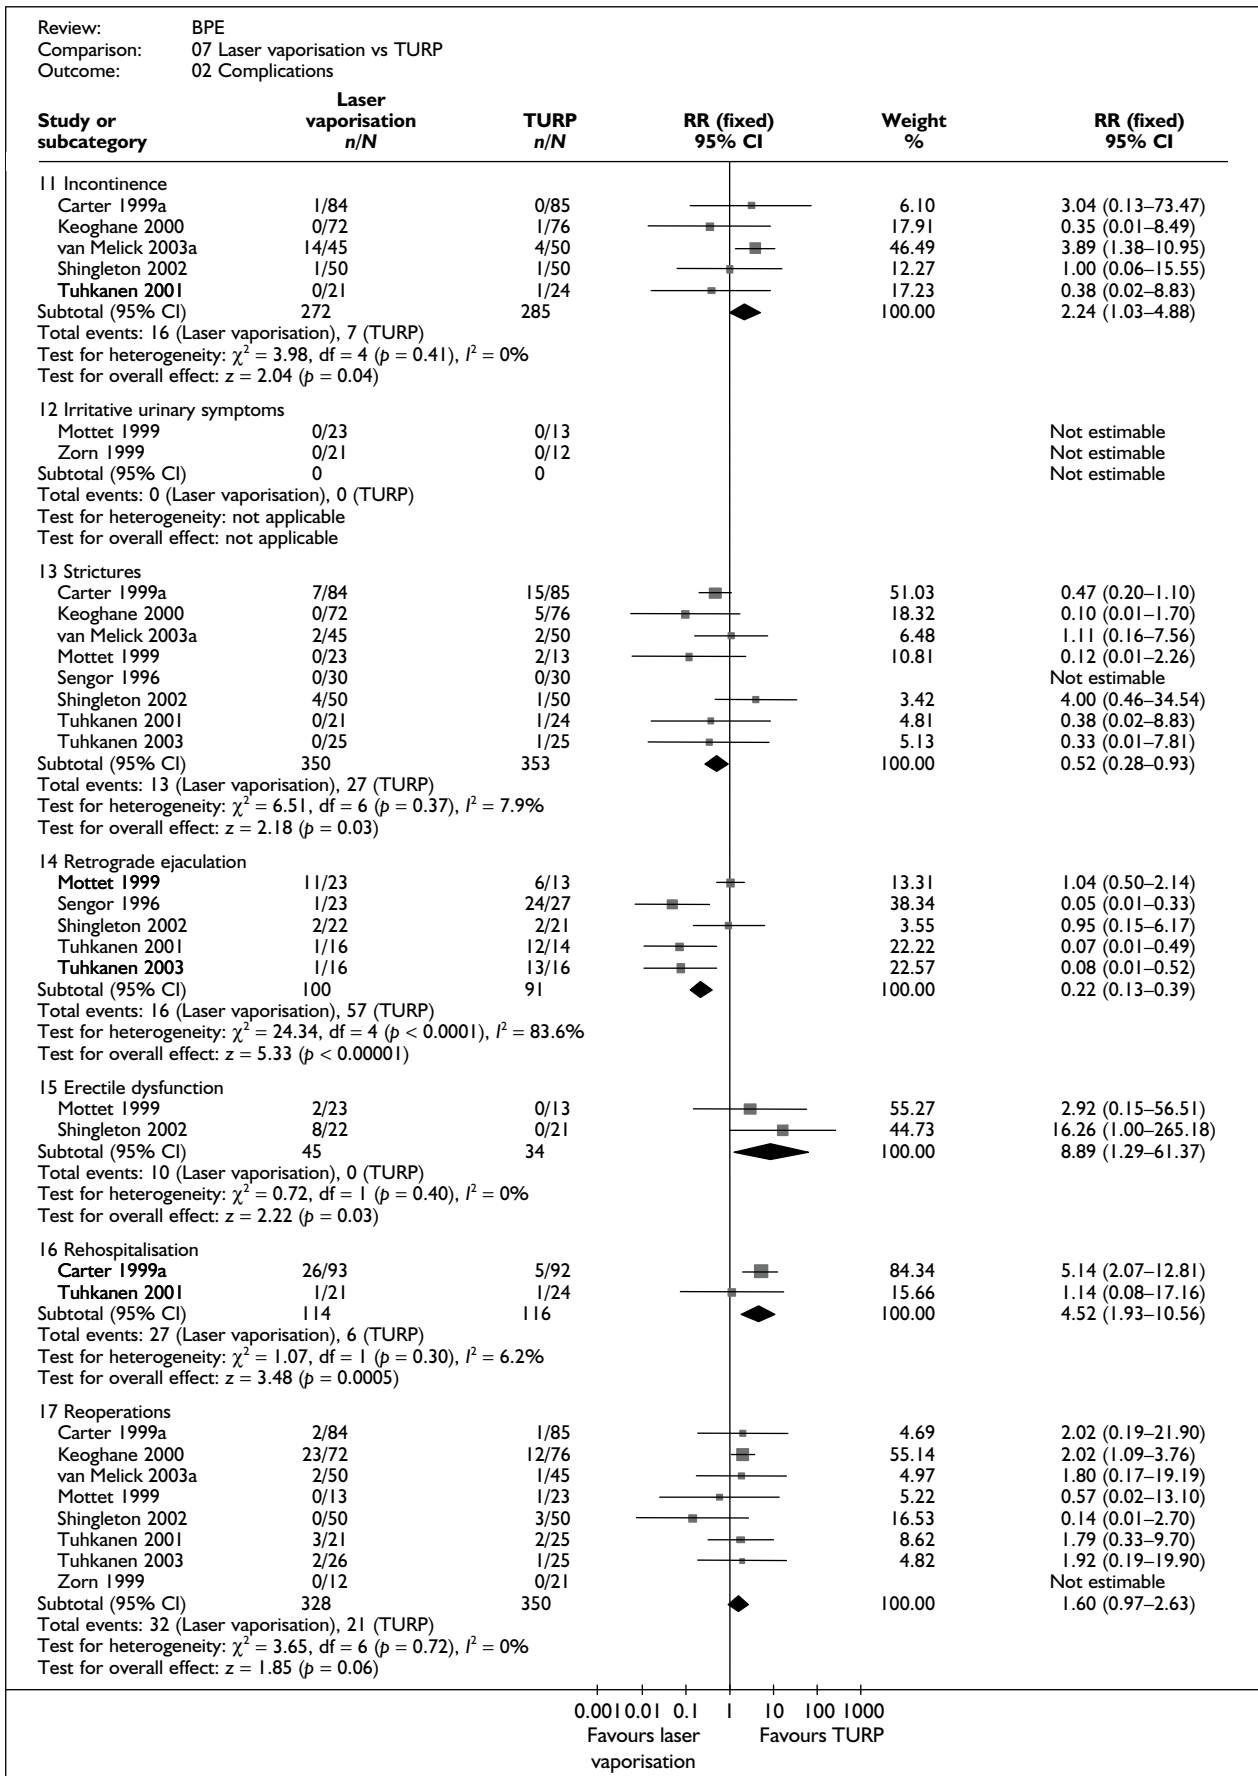 Review: BPE
Comparison: 07 Laser vaporisation vs TURP
Outcome: 02 Complications
Laser
Study or vaporisation TURP RR (fixed) Weight RR (fixed)
subcategory n/N n/N 95% CI % 95% CI
11 Incontinence
Carter 1999a 1/84 0/85 6.10 3.04 (0.13–73.47)
Keoghane 2000 0/72 1/76 17.91 0.35 (0.01–8.49)
van Melick 2003a 14/45 4/50 46.49 3.89 (1.38–10.95)
Shingleton 2002 1/50 1/50 12.27 1.00 (0.06–15.55)
Tuhkanen 2001 0/21 1/24 17.23 0.38 (0.02–8.83)
Subtotal (95% CI) 272 285 100.00 2.24 (1.03–4.88)
Total events: 16 (Laser vaporisation), 7 (TURP)
Test for heterogeneity: χ² = 3.98, df = 4 (p = 0.41), I² = 0%
Test for overall effect: z = 2.04 (p = 0.04)
12 Irritative urinary symptoms
Mottet 1999 0/23 0/13 Not estimable
Zorn 1999 0/21 0/12 Not estimable
Subtotal (95% CI) 0 0 Not estimable
Total events: 0 (Laser vaporisation), 0 (TURP)
Test for heterogeneity: not applicable
Test for overall effect: not applicable
13 Strictures
Carter 1999a 7/84 15/85 51.03 0.47 (0.20–1.10)
Keoghane 2000 0/72 5/76 18.32 0.10 (0.01–1.70)
van Melick 2003a 2/45 2/50 6.48 1.11 (0.16–7.56)
Mottet 1999 0/23 2/13 10.81 0.12 (0.01–2.26)
Sengor 1996 0/30 0/30 Not estimable
Shingleton 2002 4/50 1/50 3.42 4.00 (0.46–34.54)
Tuhkanen 2001 0/21 1/24 4.81 0.38 (0.02–8.83)
Tuhkanen 2003 0/25 1/25 5.13 0.33 (0.01–7.81)
Subtotal (95% CI) 350 353 100.00 0.52 (0.28–0.93)
Total events: 13 (Laser vaporisation), 27 (TURP)
Test for heterogeneity: χ² = 6.51, df = 6 (p = 0.37), I² = 7.9%
Test for overall effect: z = 2.18 (p = 0.03)
14 Retrograde ejaculation
Mottet 1999 11/23 6/13 13.31 1.04 (0.50–2.14)
Sengor 1996 1/23 24/27 38.34 0.05 (0.01–0.33)
Shingleton 2002 2/22 2/21 3.55 0.95 (0.15–6.17)
Tuhkanen 2001 1/16 12/14 22.22 0.07 (0.01–0.49)
Tuhkanen 2003 1/16 13/16 22.57 0.08 (0.01–0.52)
Subtotal (95% CI) 100 91 100.00 0.22 (0.13–0.39)
Total events: 16 (Laser vaporisation), 57 (TURP)
Test for heterogeneity: χ² = 24.34, df = 4 (p < 0.0001), I² = 83.6%
Test for overall effect: z = 5.33 (p < 0.00001)
15 Erectile dysfunction
Mottet 1999 2/23 0/13 55.27 2.92 (0.15–56.51)
Shingleton 2002 8/22 0/21 44.73 16.26 (1.00–265.18)
Subtotal (95% CI) 45 34 100.00 8.89 (1.29–61.37)
Total events: 10 (Laser vaporisation), 0 (TURP)
Test for heterogeneity: χ² = 0.72, df = 1 (p = 0.40), I² = 0%
Test for overall effect: z = 2.22 (p = 0.03)
16 Rehospitalisation
Carter 1999a 26/93 5/92 84.34 5.14 (2.07–12.81)
Tuhkanen 2001 1/21 1/24 15.66 1.14 (0.08–17.16)
Subtotal (95% CI) 114 116 100.00 4.52 (1.93–10.56)
Total events: 27 (Laser vaporisation), 6 (TURP)
Test for heterogeneity: χ² = 1.07, df = 1 (p = 0.30), I² = 6.2%
Test for overall effect: z = 3.48 (p = 0.0005)
17 Reoperations
Carter 1999a 2/84 1/85 4.69 2.02 (0.19–21.90)
Keoghane 2000 23/72 12/76 55.14 2.02 (1.09–3.76)
van Melick 2003a 2/50 1/45 4.97 1.80 (0.17–19.19)
Mottet 1999 0/13 1/23 5.22 0.57 (0.02–13.10)
Shingleton 2002 0/50 3/50 16.53 0.14 (0.01–2.70)
Tuhkanen 2001 3/21 2/25 8.62 1.79 (0.33–9.70)
Tuhkanen 2003 2/26 1/25 4.82 1.92 (0.19–19.90)
Zorn 1999 0/12 0/21 Not estimable
Subtotal (95% CI) 328 350 100.00 1.60 (0.97–2.63)
Total events: 32 (Laser vaporisation), 21 (TURP)
Test for heterogeneity: χ² = 3.65, df = 6 (p = 0.72), I² = 0%
Test for overall effect: z = 1.85 (p = 0.06)
0.001 0.01 0.1 1 10 100 1000
Favours laser Favours TURP
vaporisation